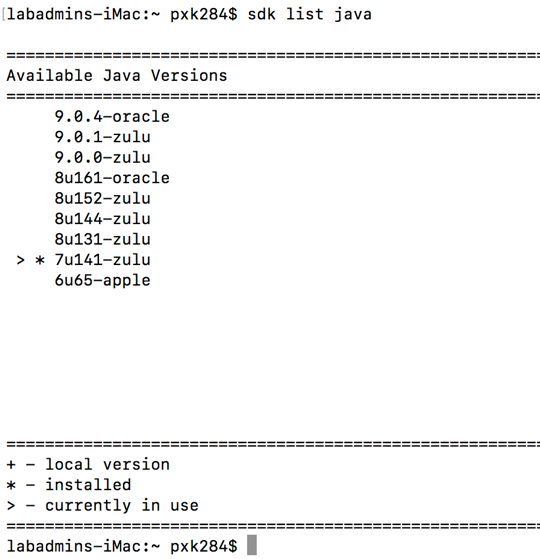 [labadmins-iMac:~ pxk284$ sdk list java
================================================================
Available Java Versions
================================================================
9.0.4-oracle
9.0.1-zulu
9.0.0-zulu
8u161-oracle
8u152-zulu
8u144-zulu
8u131-zulu
> * 7u141-zulu
6u65-apple
================================================================
+ - local version
* - installed
> - currently in use
================================================================
labadmins-iMac:~ pxk284$